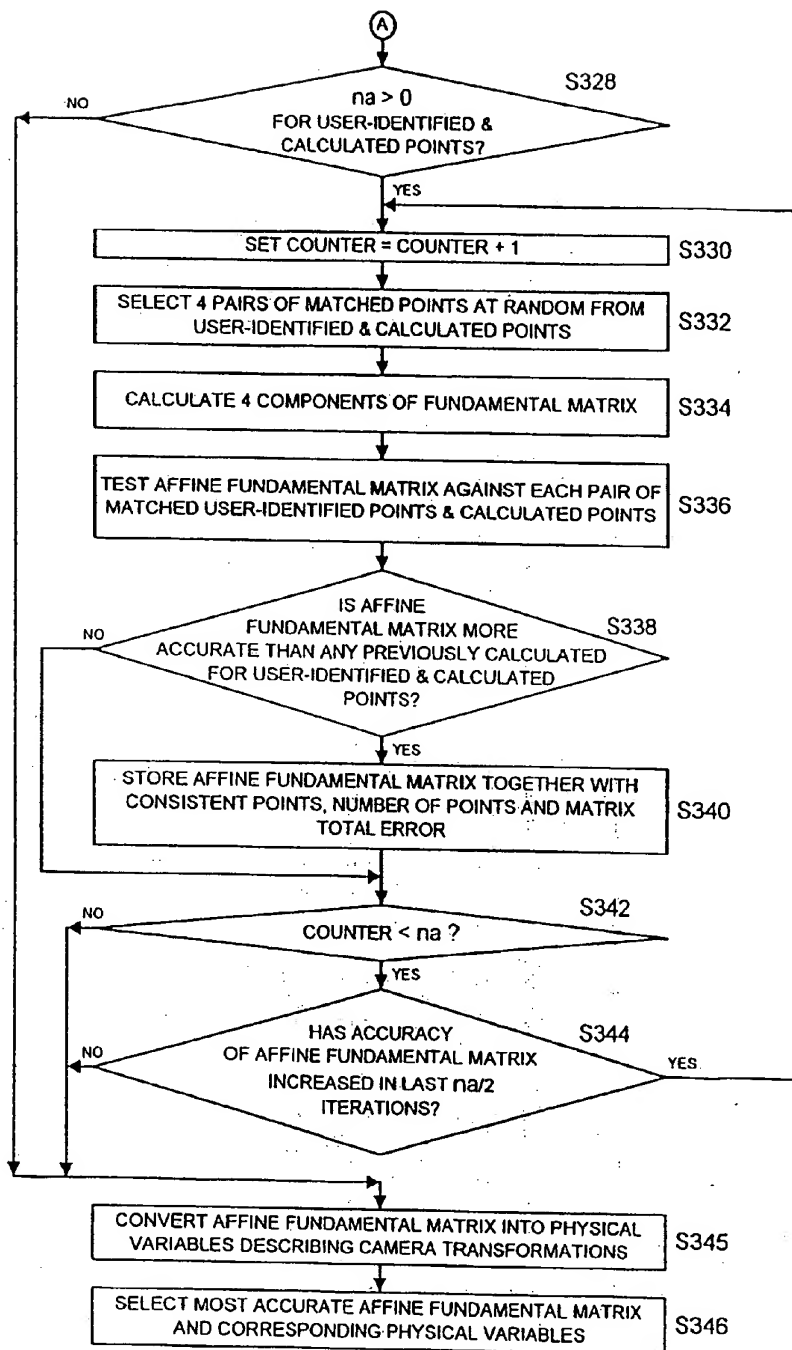 A
S328
na > 0
NO
FOR USER-IDENTIFIED &
CALCULATED POINTS?
YES
SET COUNTER = COUNTER + 1
S330
SELECT 4 PAIRS OF MATCHED POINTS AT RANDOM FROM
USER-IDENTIFIED & CALCULATED POINTS
S332
CALCULATE 4 COMPONENTS OF FUNDAMENTAL MATRIX
S334
TEST AFFINE FUNDAMENTAL MATRIX AGAINST EACH PAIR OF
MATCHED USER-IDENTIFIED POINTS & CALCULATED POINTS
S336
IS AFFINE
FUNDAMENTAL MATRIX MORE
S338
NO
ACCURATE THAN ANY PREVIOUSLY CALCULATED
FOR USER-IDENTIFIED & CALCULATED
POINTS?
YES
STORE AFFINE FUNDAMENTAL MATRIX TOGETHER WITH
CONSISTENT POINTS, NUMBER OF POINTS AND MATRIX
TOTAL ERROR
S340
S342
NO
COUNTER < na ?
YES
HAS ACCURACY
S344
OF AFFINE FUNDAMENTAL MATRIX
NO
INCREASED IN LAST na/2
YES
ITERATIONS?
CONVERT AFFINE FUNDAMENTAL MATRIX INTO PHYSICAL
VARIABLES DESCRIBING CAMERA TRANSFORMATIONS
S345
SELECT MOST ACCURATE AFFINE FUNDAMENTAL MATRIX
AND CORRESPONDING PHYSICAL VARIABLES
S346